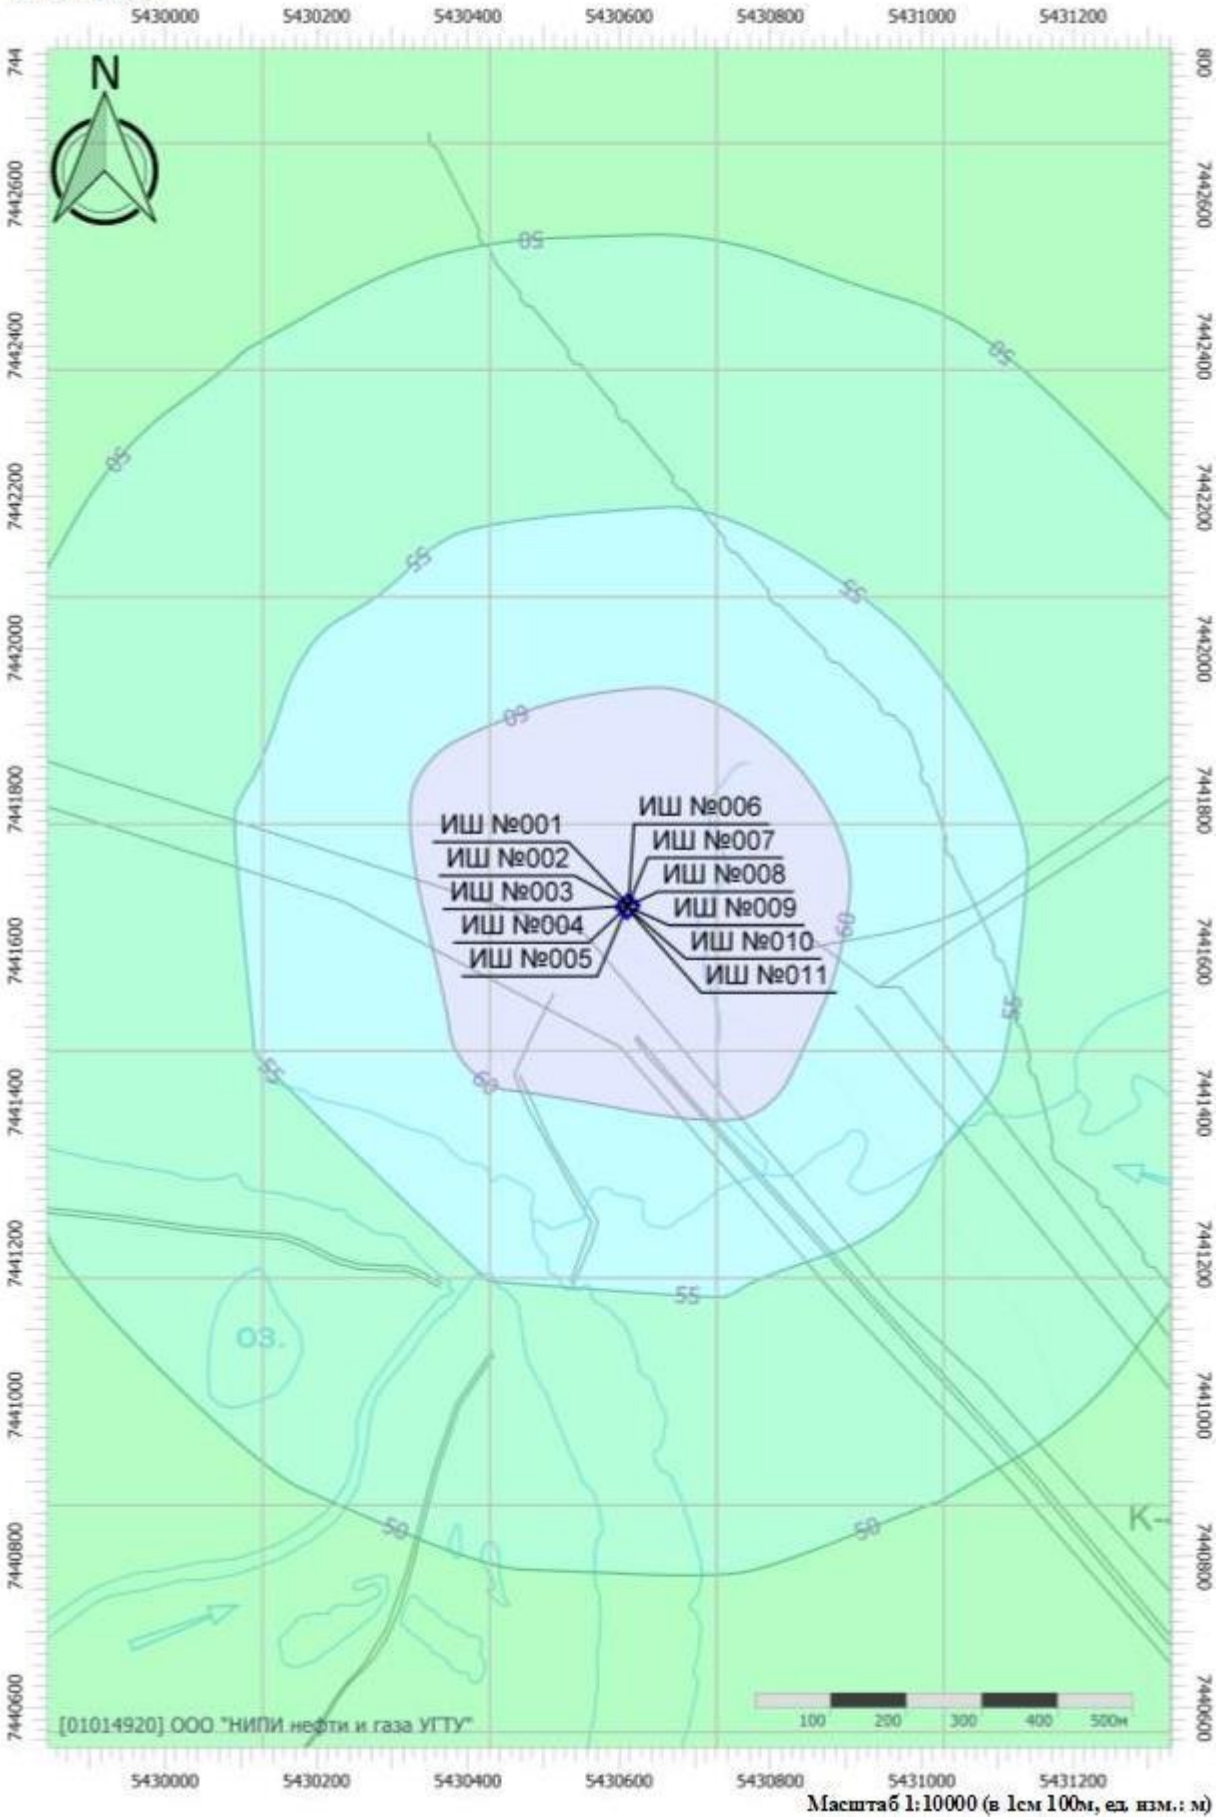 5430000 5430200 5430400 5430600 5430800 5431000 5431200
744 800
N
7442600 7442600
50
7442400 50 7442400
50
7442200 7442200
55
55
7442000 7442000
60
7441800 7441800
ИШ №006
ИШ №001
ИШ №007
ИШ №002
ИШ №008
ИШ №003
ИШ №009
ИШ №004
60
ИШ №010
7441600 7441600
ИШ №005
ИШ №011
55
55
60
7441400 7441400
7441200 7441200
55
оз.
7441000 7441000
50 50
К-
7440800 7440800
7440600 7440600
[01014920] ООО "НИПИ нефти и газа УГТУ"
100 200 300 400 500м
5430000 5430200 5430400 5430600 5430800 5431000 5431200
Масштаб 1:10000 (в 1см 100м, ед. изм.: м)